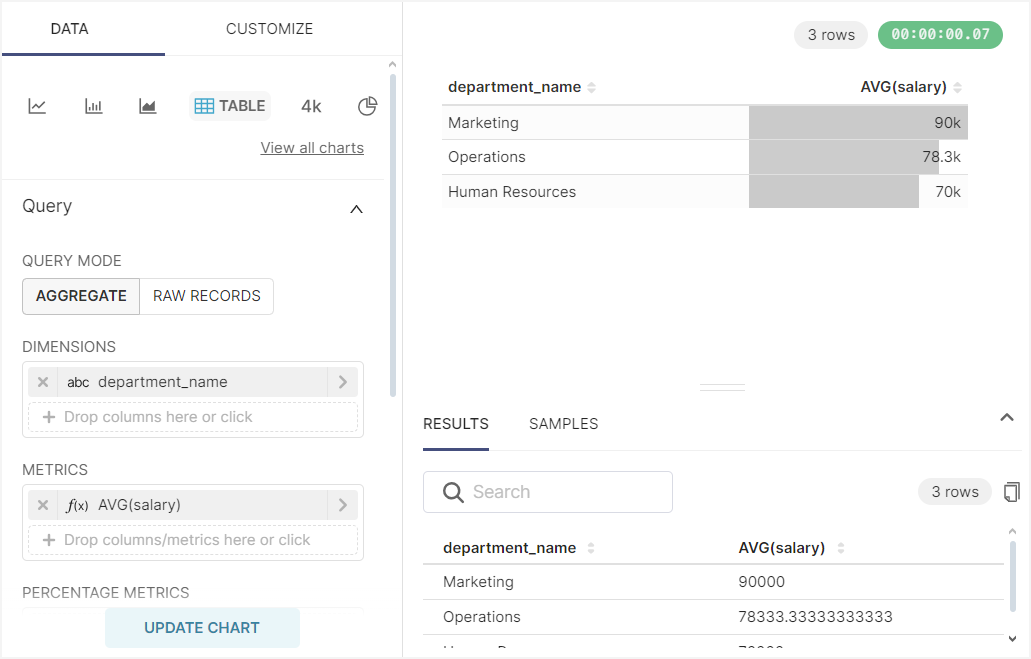 DATA
CUSTOMIZE
TABLE
4k
View all charts
Query
QUERY MODE
AGGREGATE
RAW RECORDS
DIMENSIONS
abc department_name
Drop columns here or click
METRICS
f(x) AVG(salary)
Drop columns/metrics here or click
PERCENTAGE METRICS
UPDATE CHART
3 rows
00:00:00.07
department_name AVG(salary)
Marketing 90k
Operations 78.3k
Human Resources 70k
RESULTS
SAMPLES
Search
3 rows
department_name AVG(salary)
Marketing 90000
Operations 78333.33333333333